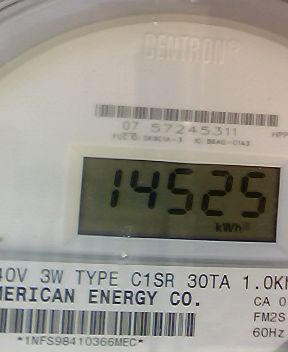 CENTRON®
07 57245311
14525
kWh
40V 3W TYPE C1SR 30TA 1.0Kh
MERICAN ENERGY CO.
CA 0
FM2S
60Hz
*1NFS98410366MEC*